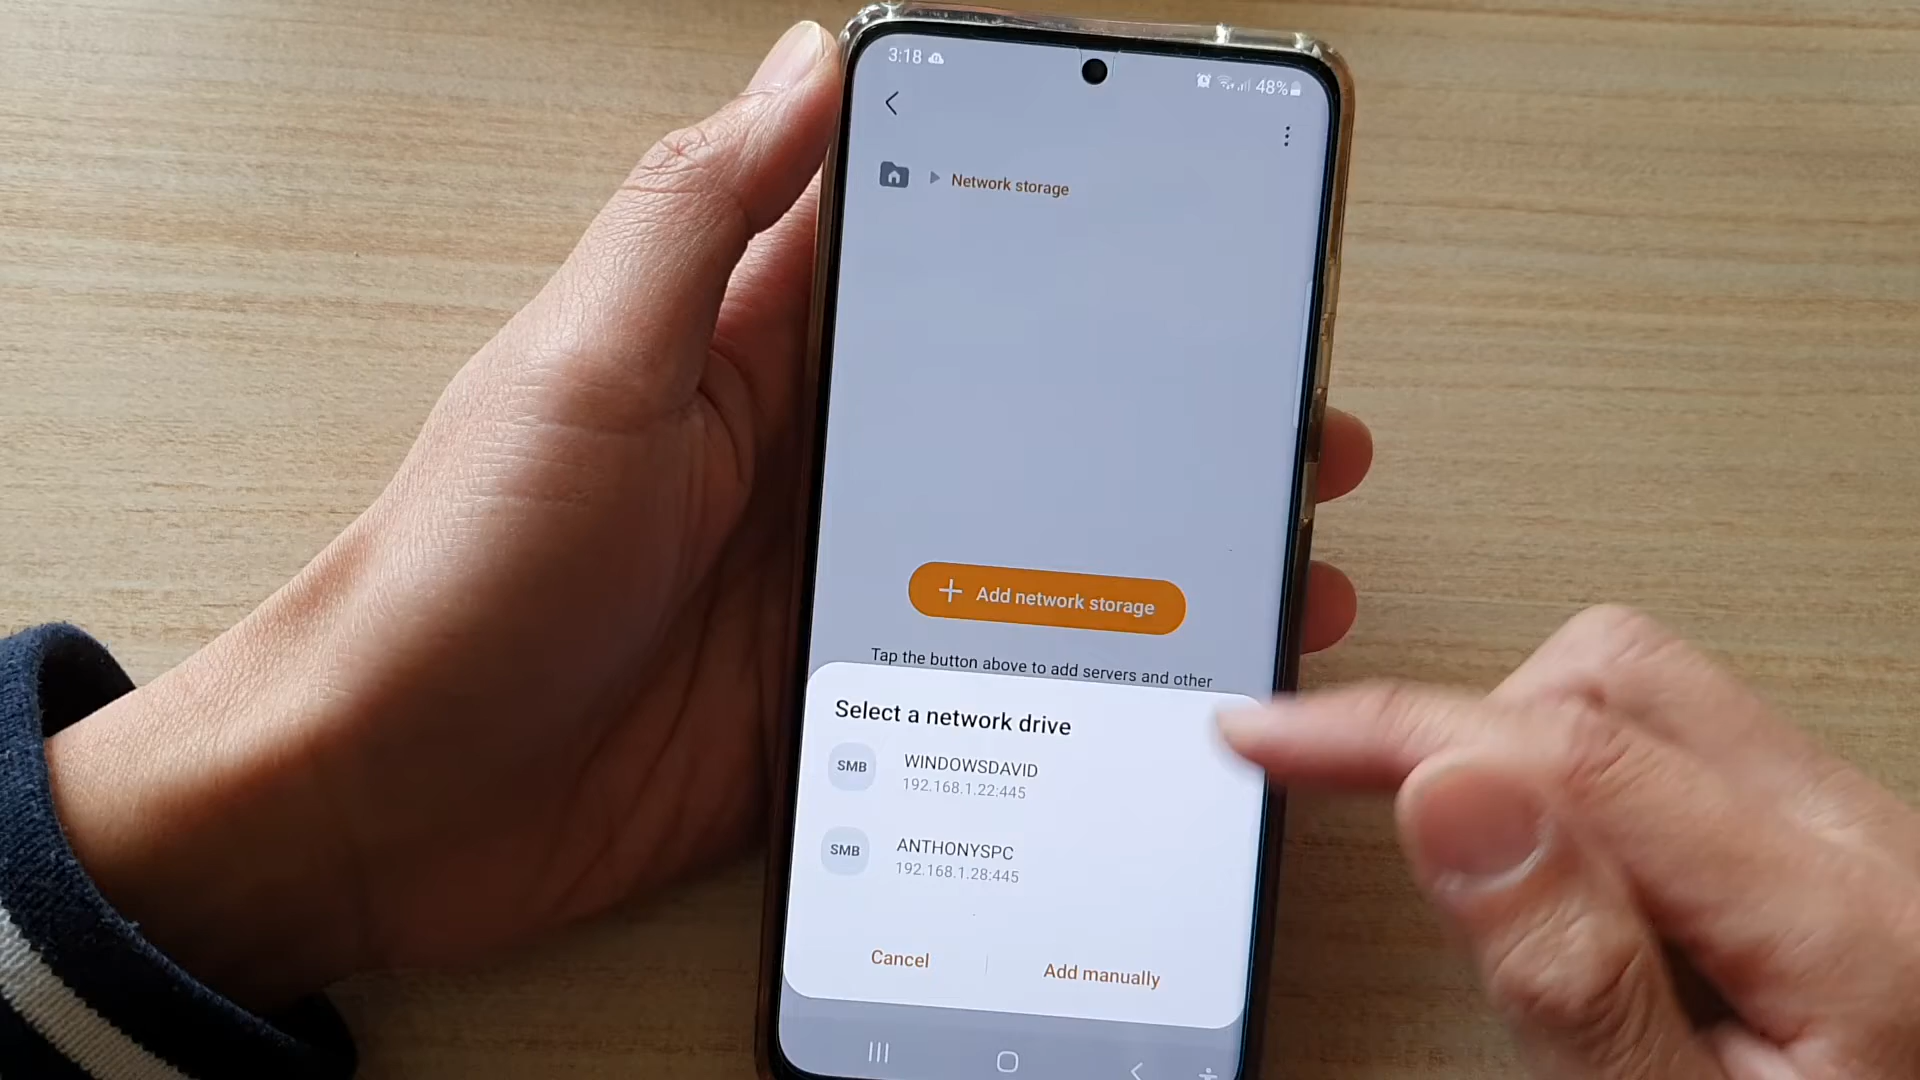 3:18
48%
Network storage
Add network storage
Tap the button above to add servers and other
Select a network drive
SMB
WINDOWSDAVID
192.168.1.22:445
SMB
ANTHONYSPC
192.168.1.28:445
Cancel
Add manually